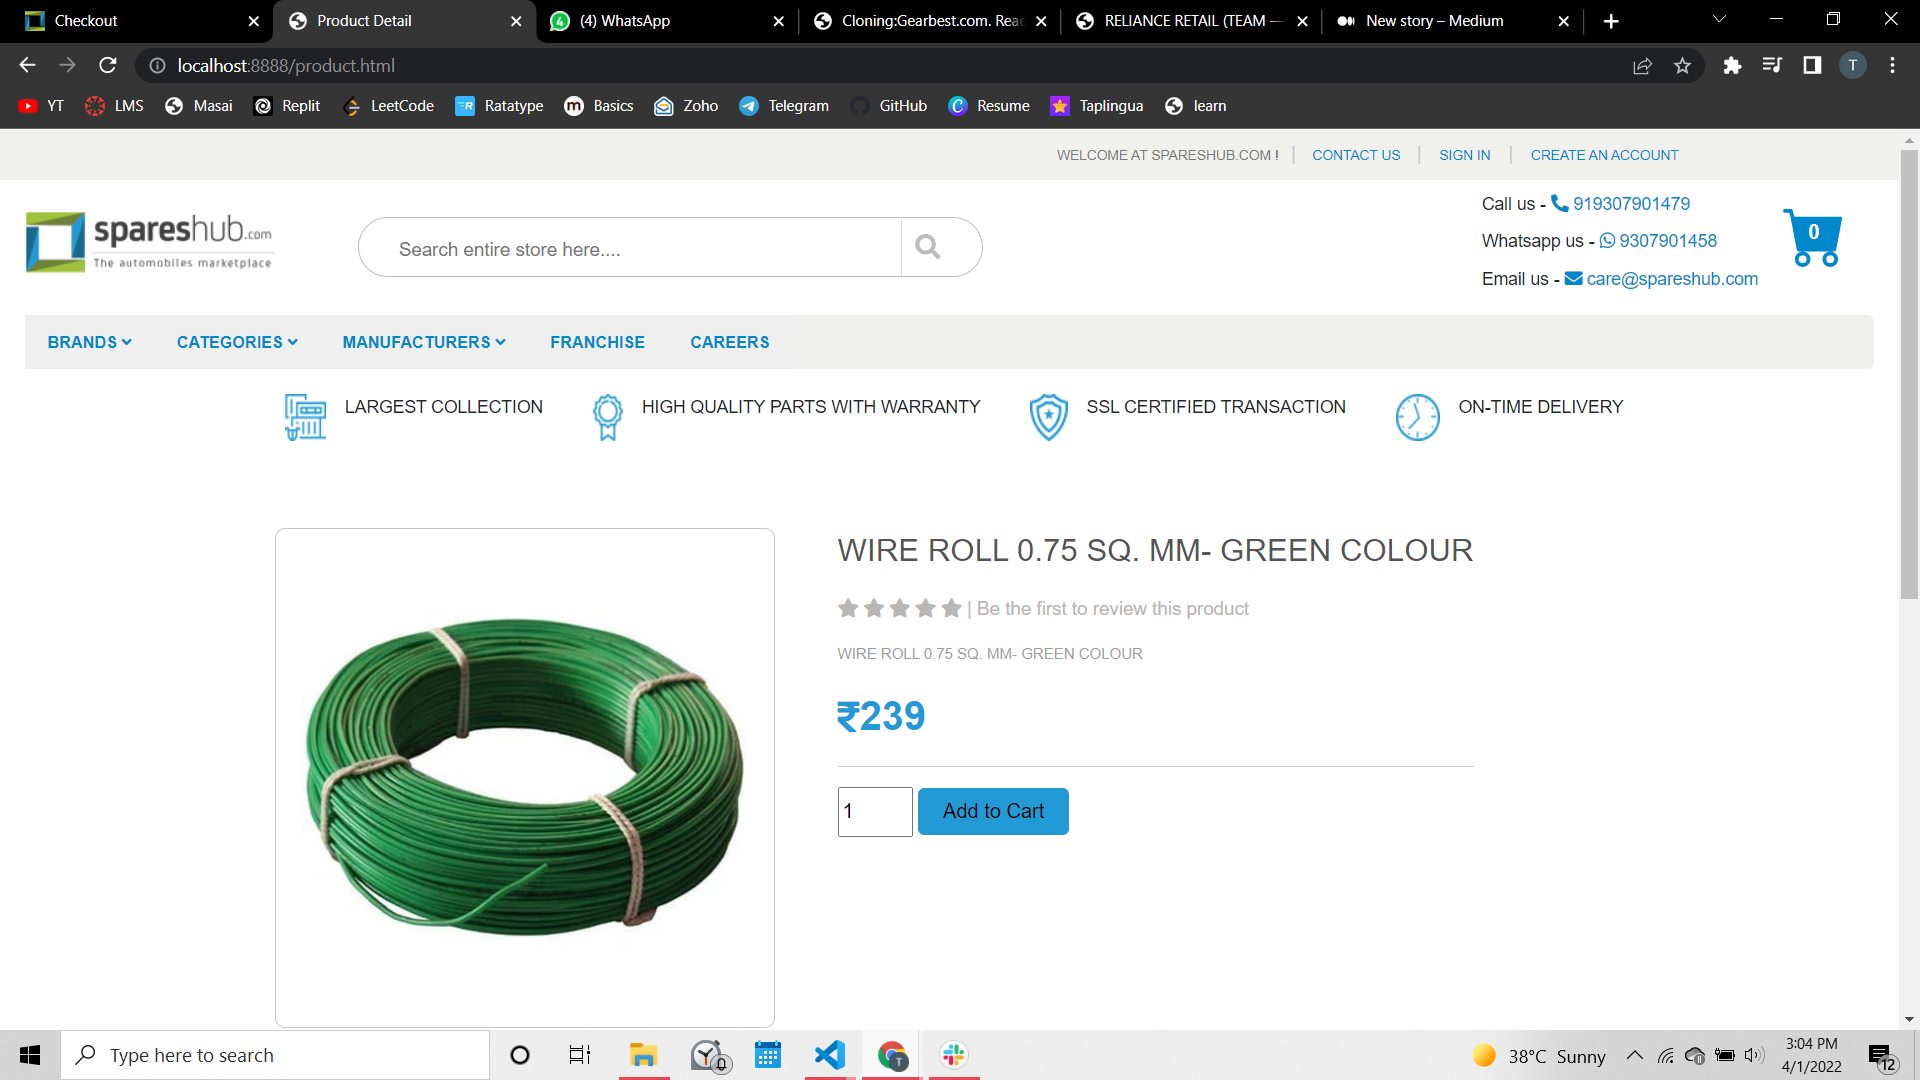 Checkout
Product Detail
(4) WhatsApp
Cloning:Gearbest.com. Rea
RELIANCE RETAIL (TEAM —
New story – Medium
localhost:8888/product.html
T
YT
LMS
Masai
Replit
LeetCode
Ratatype
Basics
Zoho
Telegram
GitHub
Resume
Taplingua
learn
WELCOME AT SPARESHUB.COM !
CONTACT US
SIGN IN
CREATE AN ACCOUNT
spareshub.com
The automobiles marketplace
Search entire store here....
Call us - 919307901479
Whatsapp us - 9307901458
Email us - care@spareshub.com
0
BRANDS
CATEGORIES
MANUFACTURERS
FRANCHISE
CAREERS
LARGEST COLLECTION
HIGH QUALITY PARTS WITH WARRANTY
SSL CERTIFIED TRANSACTION
ON-TIME DELIVERY
WIRE ROLL 0.75 SQ. MM- GREEN COLOUR
| Be the first to review this product
WIRE ROLL 0.75 SQ. MM- GREEN COLOUR
₹239
1
Add to Cart
Type here to search
38°C Sunny
3:04 PM
4/1/2022
12